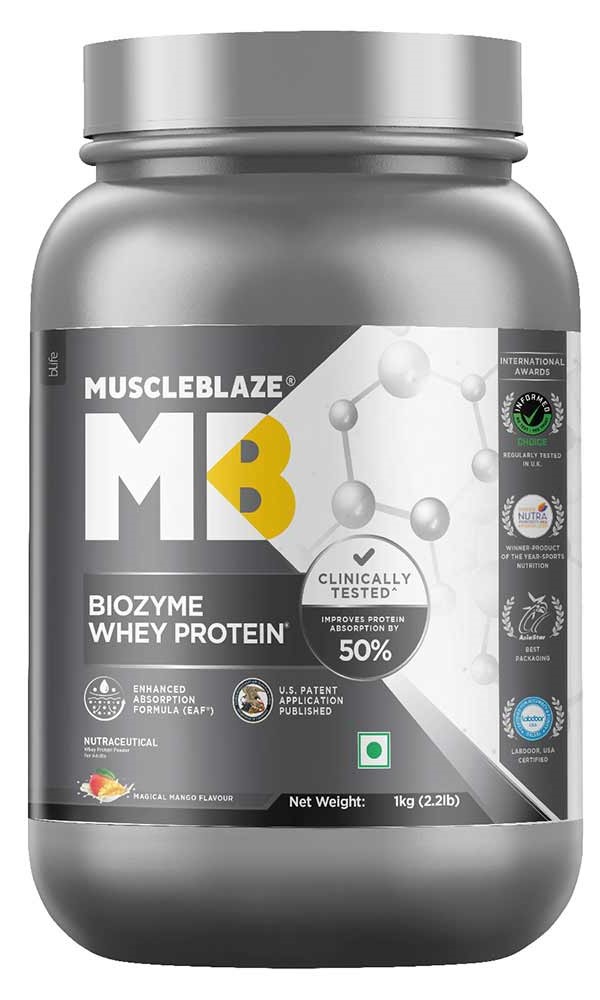 bLife
MUSCLEBLAZE®
MB
BIOZYME
WHEY PROTEIN
CLINICALLY
TESTED^
IMPROVES PROTEIN
ABSORPTION BY
50%
ENHANCED
ABSORPTION
FORMULA (EAF™)
U.S. PATENT
APPLICATION
PUBLISHED
NUTRACEUTICAL
Whey Protein Powder
For Adults
MAGICAL MANGO FLAVOUR
Net Weight: 1kg (2.2lb)
INTERNATIONAL
AWARDS
INFORMED
CHOICE
REGULARLY TESTED
IN U.K.
NUTRA
WINNER-PRODUCT
OF THE YEAR-SPORTS
NUTRITION
AsiaStar
BEST
PACKAGING
Labdoor
USA
LABDOOR, USA
CERTIFIED